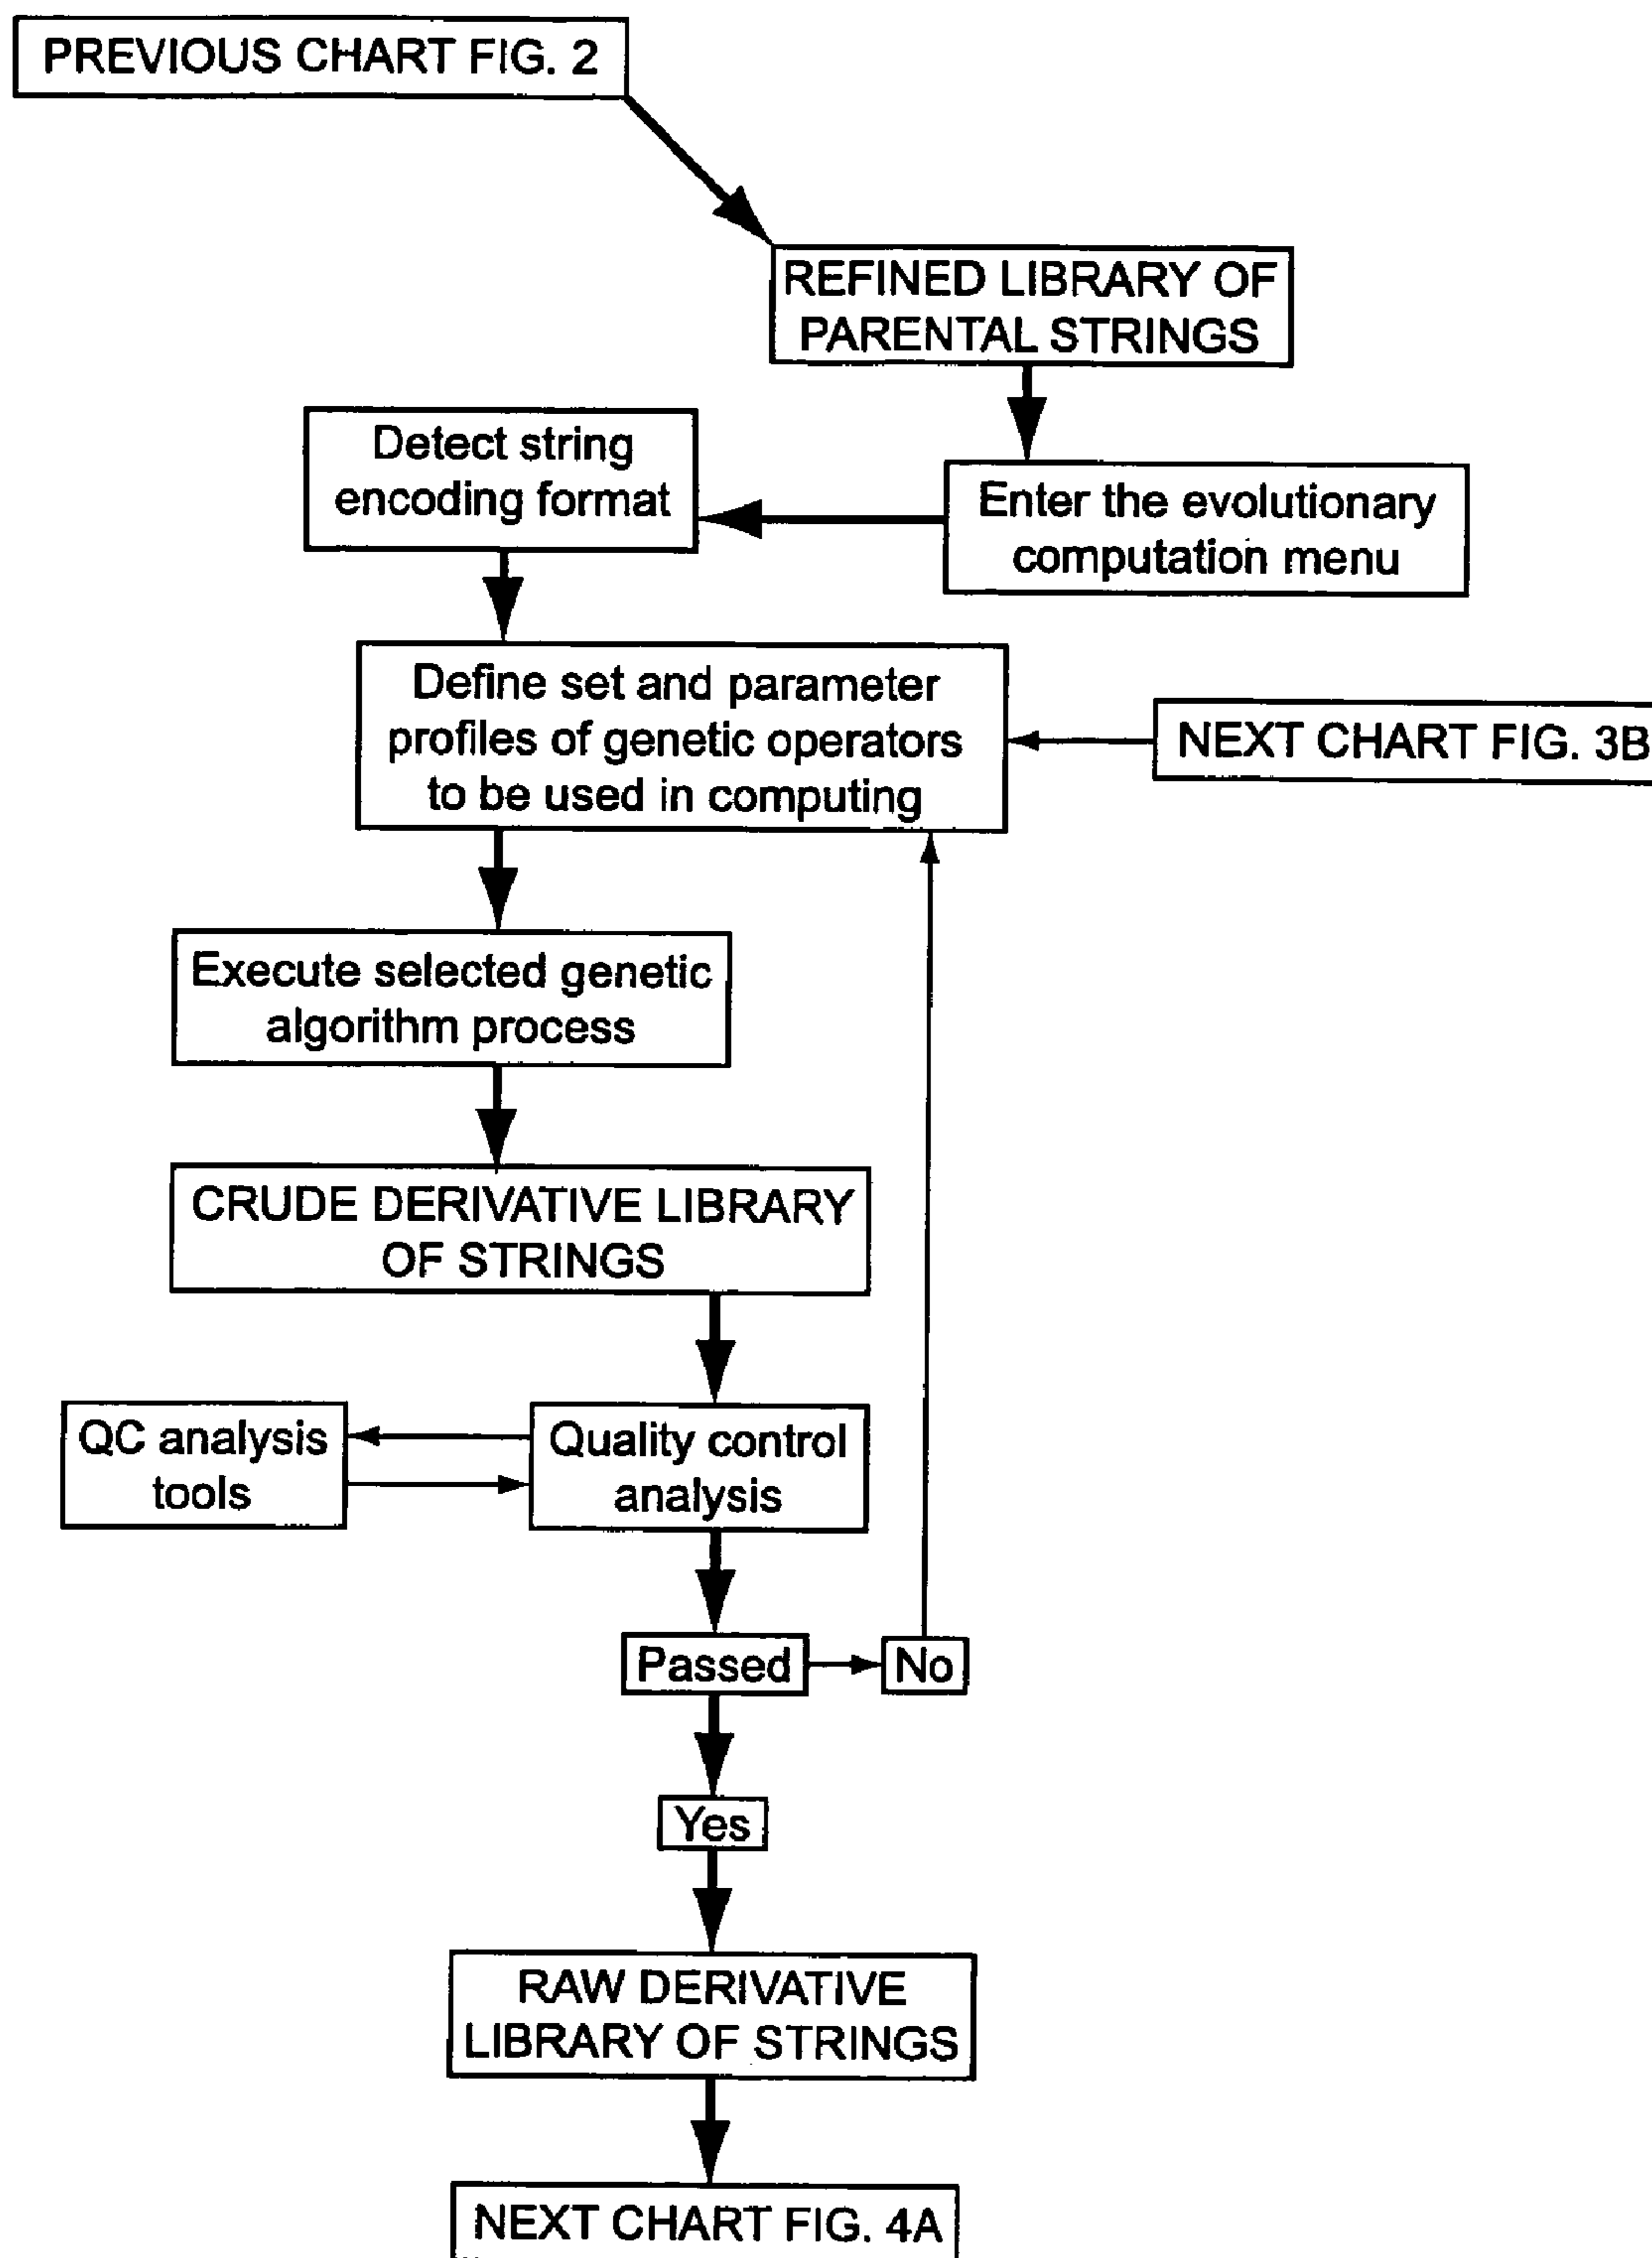 PREVIOUS CHART FIG. 2
REFINED LIBRARY OF
PARENTAL STRINGS
Detect string
encoding format
Enter the evolutionary
computation menu
Define set and parameter
profiles of genetic operators
to be used in computing
NEXT CHART FIG. 3B
Execute selected genetic
algorithm process
CRUDE DERIVATIVE LIBRARY
OF STRINGS
QC analysis
tools
Quality control
analysis
Passed
No
Yes
RAW DERIVATIVE
LIBRARY OF STRINGS
NEXT CHART FIG. 4A